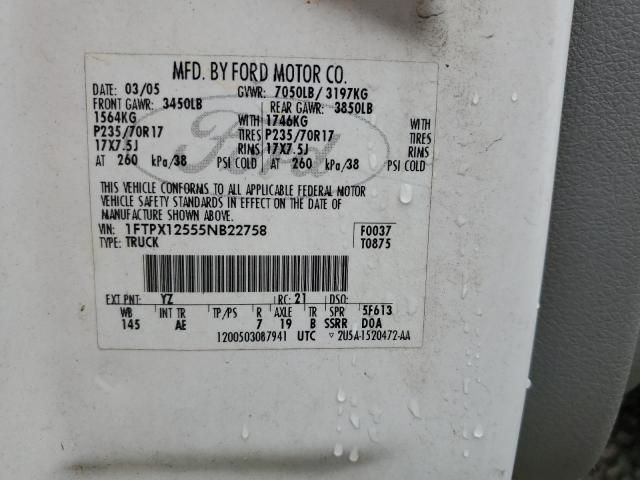 MFD. BY FORD MOTOR CO.
DATE: 03/05 GVWR: 7050LB/ 3197KG
FRONT GAWR: 3450LB REAR GAWR: 3850LB
1564KG WITH 1746KG WITH
P235/70R17 TIRES P235/70R17 TIRES
17X7.5J RIMS 17X7.5J RIMS
AT 260 kPa/38 PSI COLD AT 260 kPa/38 PSI COLD
Ford
THIS VEHICLE CONFORMS TO ALL APPLICABLE FEDERAL MOTOR
VEHICLE SAFETY STANDARDS IN EFFECT ON THE DATE OF
MANUFACTURE SHOWN ABOVE.
VIN: 1FTPX12555NB22758 F0037
TYPE: TRUCK T0875
EXT PNT: YZ RC: 21 DSO:
WB INT TR TP/PS R AXLE TR SPR 5F613
145 AE 7 19 B SSRR DOA
1200503087941 UTC ▽ 2U5A-1520472-AA